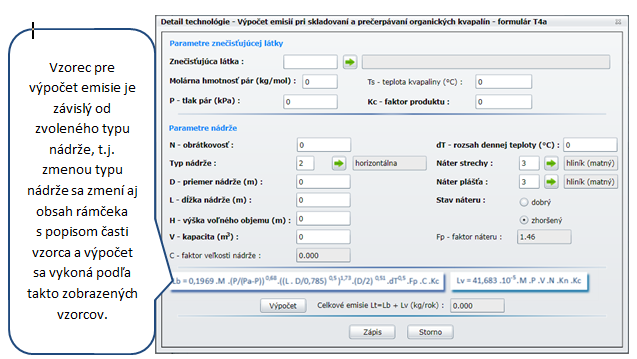 Vzorec pre
výpočet emisie je
závislý od
zvoleného typu
nádrže, t.j.
zmenou typu
nádrže sa zmení aj
obsah rámčeka
s popisom časti
vzorca a výpočet
sa vykoná podľa
takto zobrazených
vzorcov.
Detail technológie - Výpočet emisií pri skladovaní a prečerpávaní organických kvapalín - formulár T4a
Parametre znečisťujúcej látky
Znečisťujúca látka :
Molárna hmotnosť pár (kg/mol) : 0 Ts - teplota kvapaliny (°C) : 0
P - tlak pár (kPa) : 0 Kc - faktor produktu : 0
Parametre nádrže
N - obrátkovosť : 0 dT - rozsah dennej teploty (°C) : 0
Typ nádrže : 2 horizontálna Náter strechy : 3 hliník (matný)
D - priemer nádrže (m) : 0 Náter plášťa : 3 hliník (matný)
L - dĺžka nádrže (m) : 0 Stav náteru : dobrý
H - výška voľného objemu (m) : 0 zhoršený
V - kapacita (m³) : 0 Fp - faktor náteru : 1.46
C - faktor veľkosti nádrže : 0.000
Lb = 0,1969 .M .(P/(Pa-P))^0,68 .((L . D/0,785) ^0,5 )^1,73 .(D/2) ^0,51 .dT^0,5 .Fp .C .Kc Lv = 41,683 .10^-5 .M .P .V .N .Kn .Kc
Výpočet Celkové emisie Lt=Lb + Lv (kg/rok) : 0.000
Zápis Storno